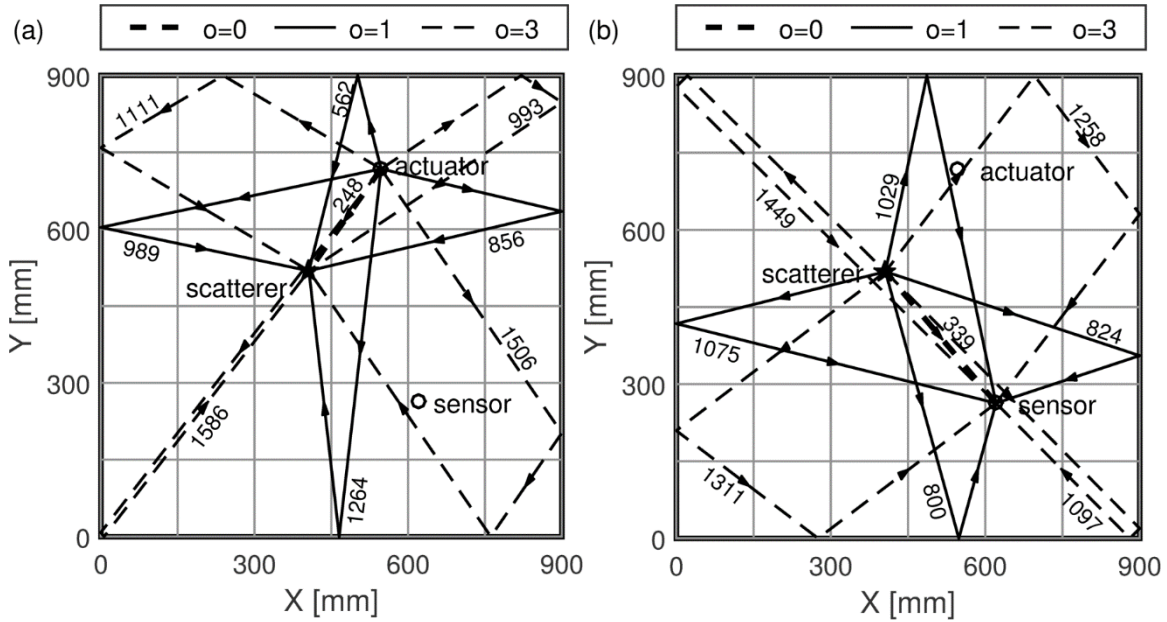 (a) o=0 o=1 o=3
900
600
300
0
0 300 600 900
Y [mm]
X [mm]
1111
562
993
actuator
248
989
856
scatterer
1506
sensor
1586
1264
(b) o=0 o=1 o=3
900
600
300
0
0 300 600 900
Y [mm]
X [mm]
1258
actuator
1029
1449
scatterer
339
824
1075
sensor
1311
800
1097